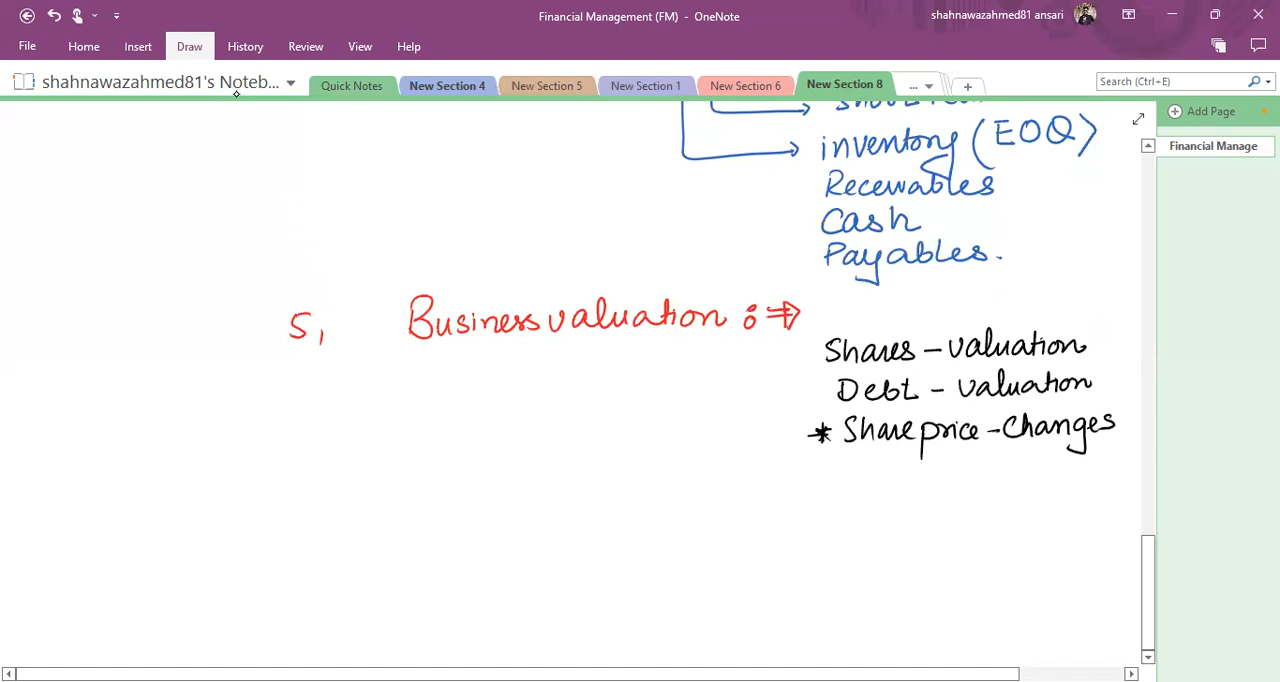 Financial Management (FM) - OneNote
shahnawazahmed81 ansari
File Home Insert Draw History Review View Help
shahnawazahmed81's Noteb...
Quick Notes New Section 4 New Section 5 New Section 1 New Section 6 New Section 8 ...
Search (Ctrl+E)
Add Page
Financial Manage
inventory (EOQ)
Receivables
Cash
Payables.
5, Business valuation :⇒
Shares - valuation
Debt - valuation
* Share price - Changes